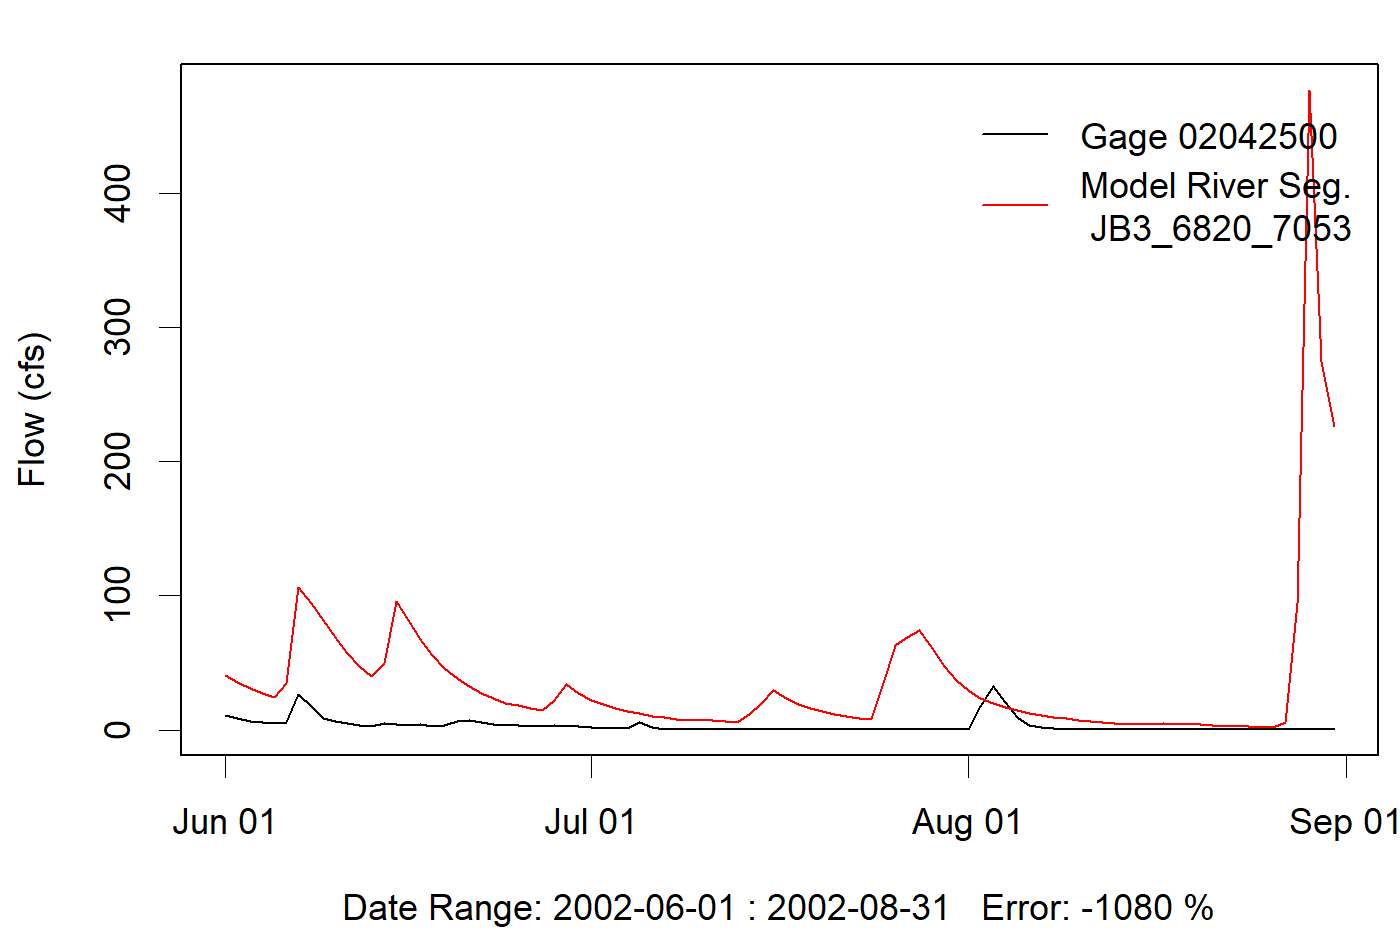 Gage 02042500
Model River Seg.
JB3_6820_7053
Flow (cfs)
400
300
200
100
0
Jun 01
Jul 01
Aug 01
Sep 01
Date Range: 2002-06-01 : 2002-08-31 Error: -1080 %